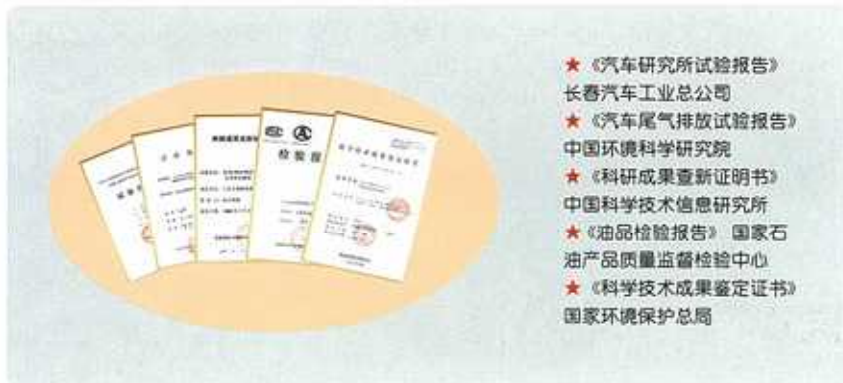 检验报
★《汽车研究所试验报告》
长春汽车工业总公司
★《汽车尾气排放试验报告》
中国环境科学研究院
★《科研成果查新证明书》
中国科学技术信息研究所
★《油品检验报告》 国家石
油产品质量监督检验中心
★《科学技术成果鉴定证书》
国家环境保护总局